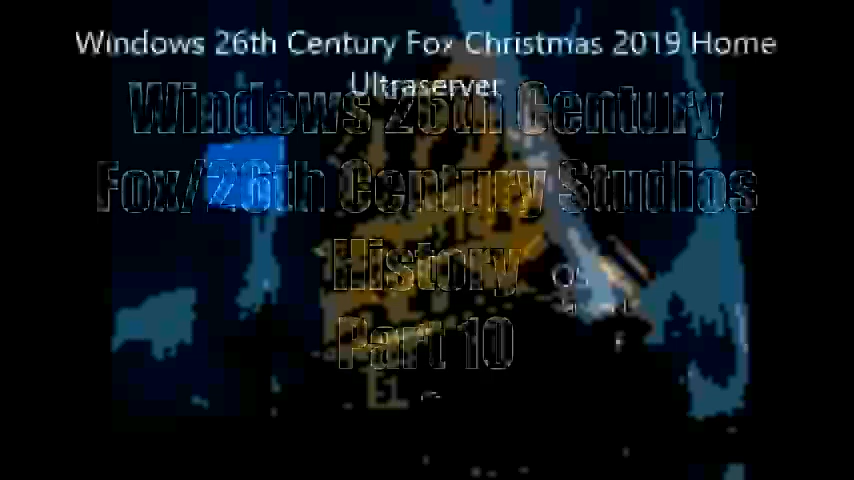 Windows 26th Century Fox Christmas 2019 Home
Ultraserver
Windows 26th Century
Fox/26th Century Studios
History
Part 10